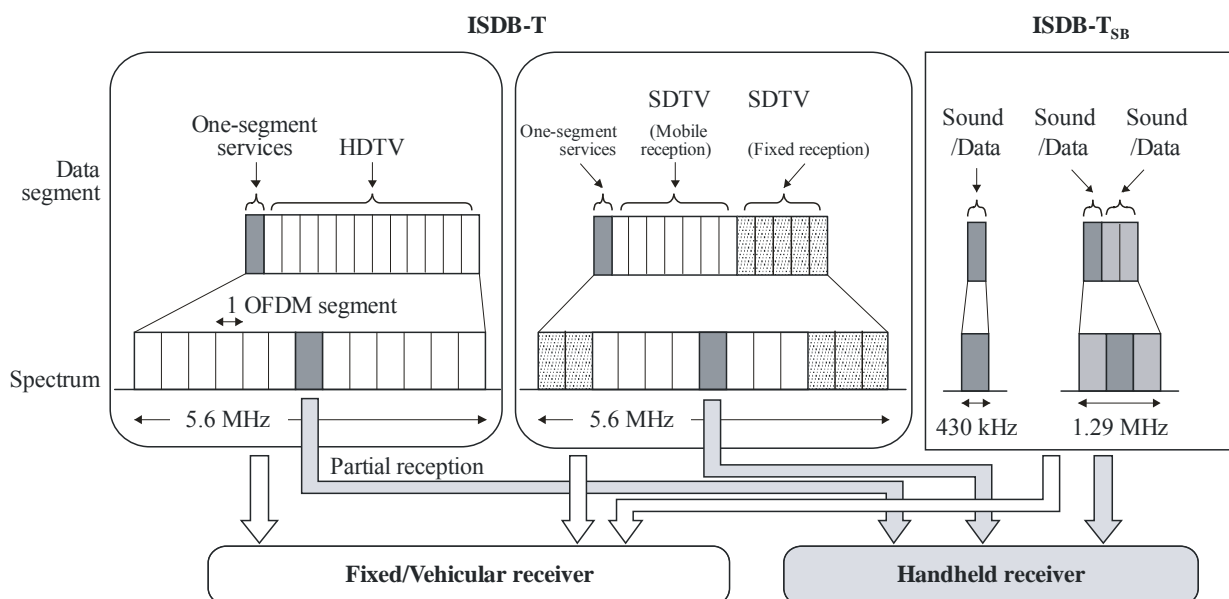 ISDB-T
ISDB-TSB
One-segment
services
HDTV
SDTV
SDTV
One-segment
services
(Mobile
reception)
(Fixed reception)
Sound
/Data
Sound
/Data
Sound
/Data
Data
segment
1 OFDM segment
Spectrum
5.6 MHz
5.6 MHz
430 kHz
1.29 MHz
Partial reception
Fixed/Vehicular receiver
Handheld receiver